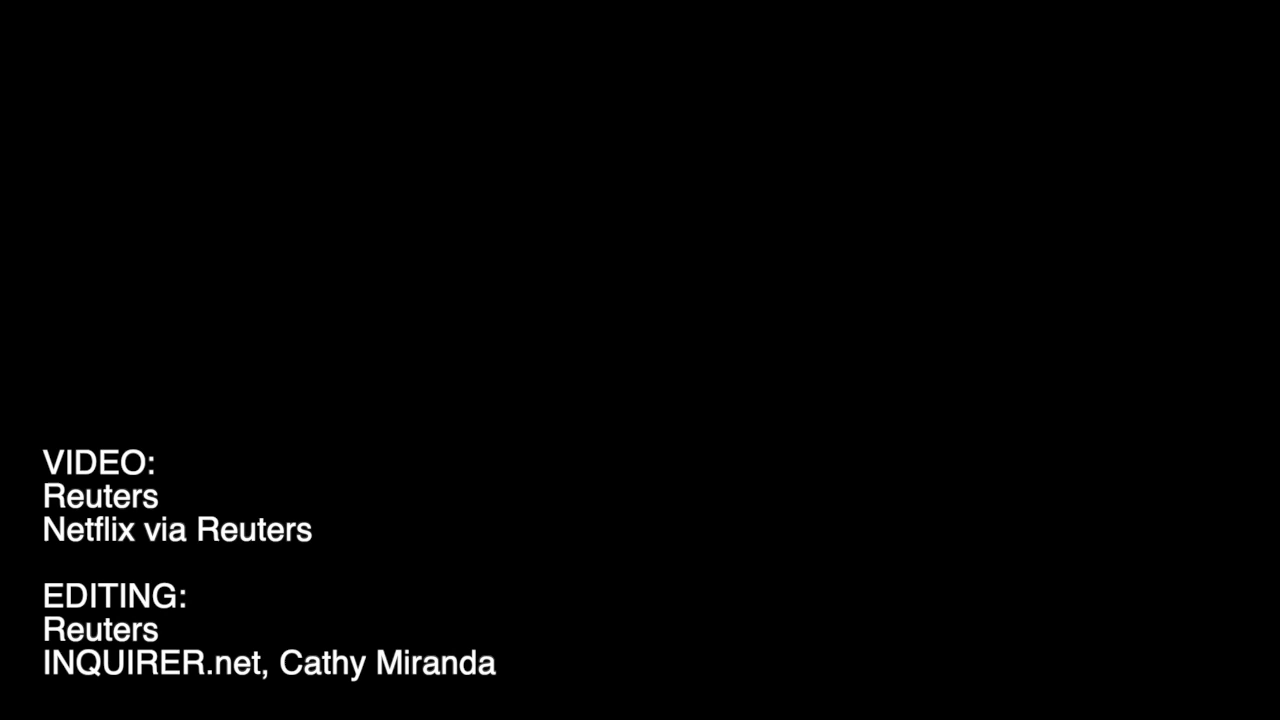 VIDEO:
Reuters
Netflix via Reuters
EDITING:
Reuters
INQUIRER.net, Cathy Miranda